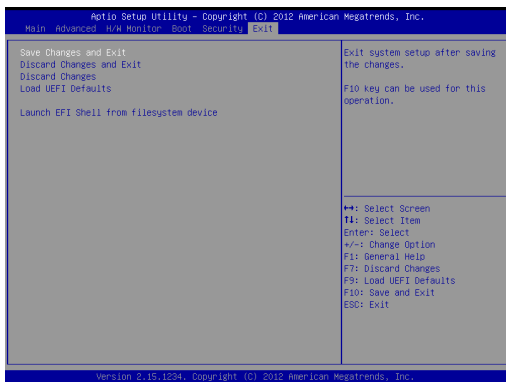 Aptio Setup Utility – Copyright (C) 2012 American Megatrends, Inc.
Main Advanced H/W Monitor Boot Security Exit
Save Changes and Exit
Discard Changes and Exit
Discard Changes
Load UEFI Defaults
Launch EFI Shell from filesystem device
Exit system setup after saving
the changes.
F10 key can be used for this
operation.
↔: Select Screen
↑↓: Select Item
Enter: Select
+/-: Change Option
F1: General Help
F7: Discard Changes
F9: Load UEFI Defaults
F10: Save and Exit
ESC: Exit
Version 2.15.1234. Copyright (C) 2012 American Megatrends, Inc.